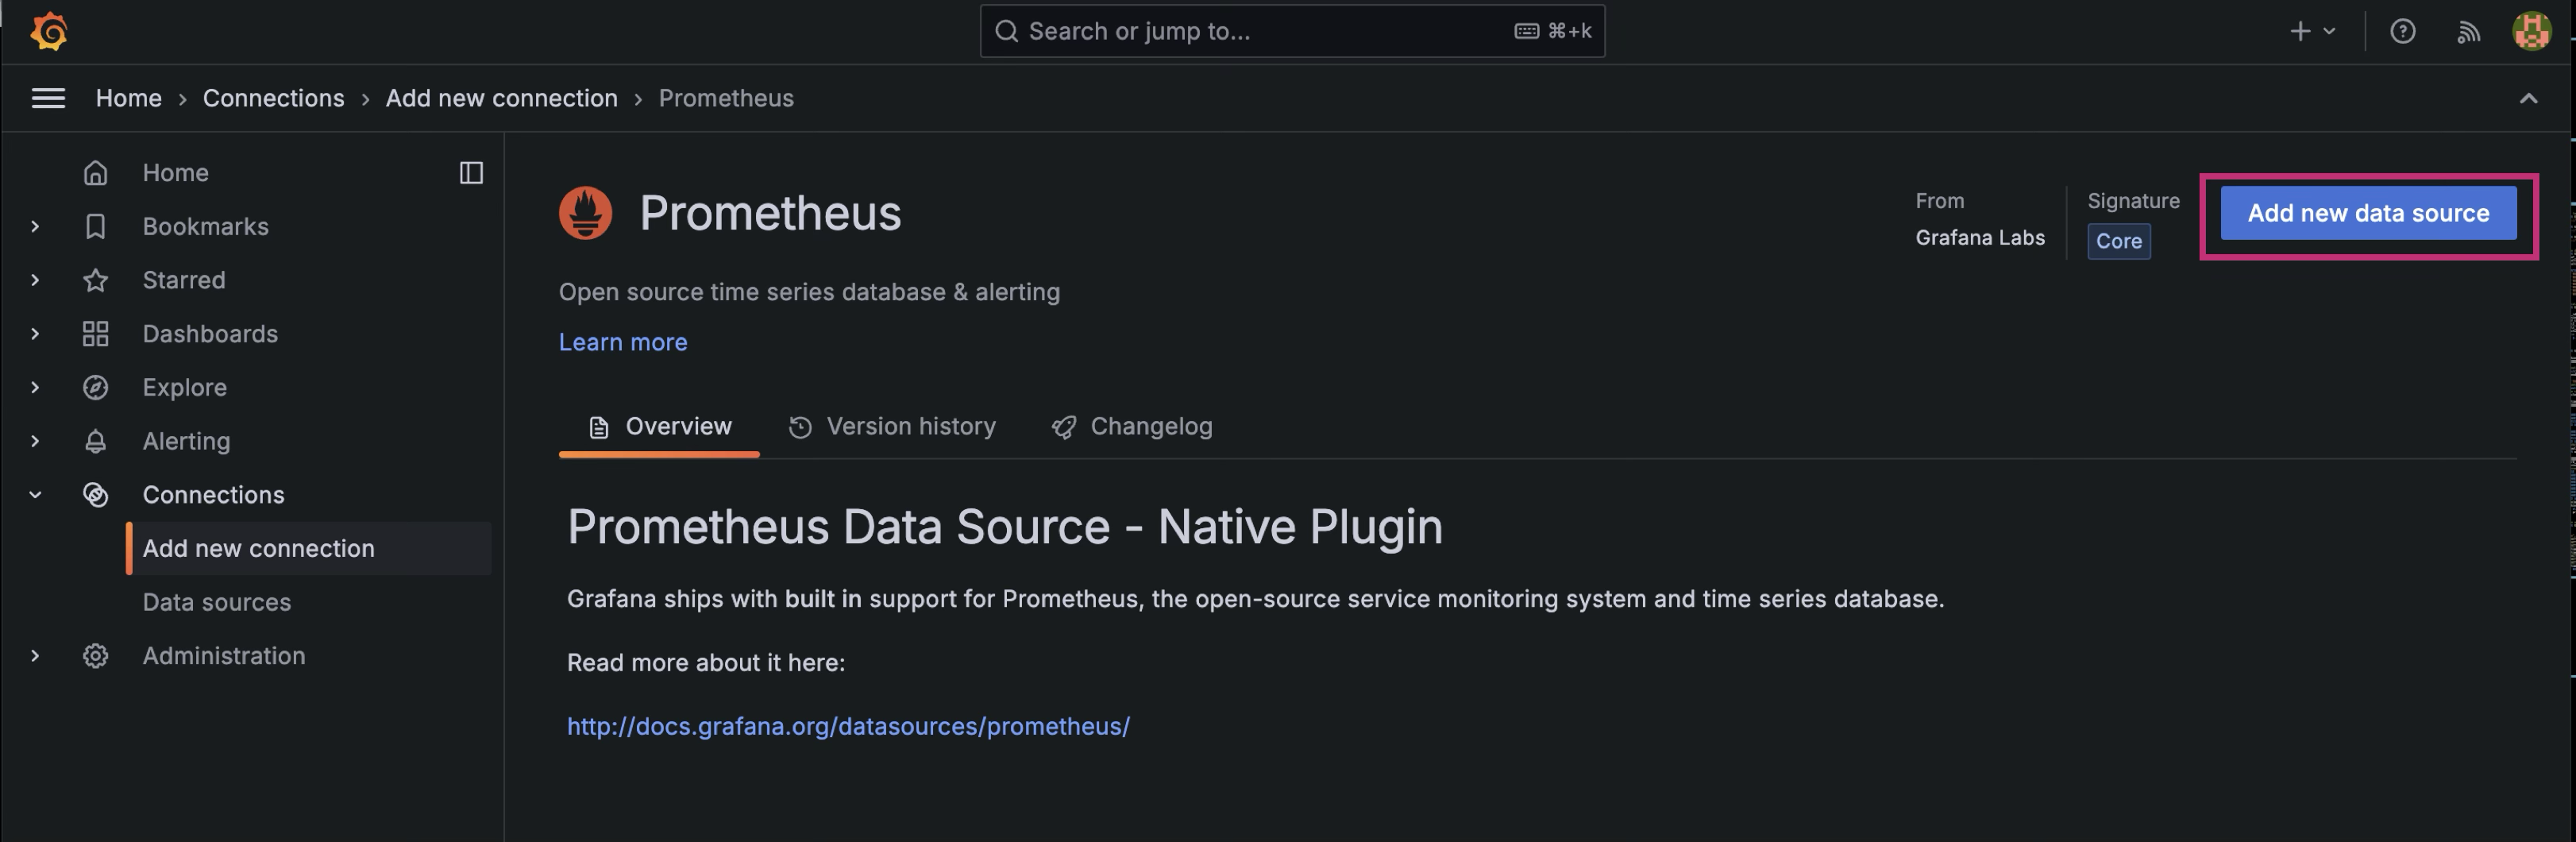 Search or jump to... ⌘+k
Home › Connections › Add new connection › Prometheus
Home
Bookmarks
Starred
Dashboards
Explore
Alerting
Connections
Add new connection
Data sources
Administration
Prometheus
From
Grafana Labs
Signature
Core
Add new data source
Open source time series database & alerting
Learn more
Overview Version history Changelog
Prometheus Data Source - Native Plugin
Grafana ships with built in support for Prometheus, the open-source service monitoring system and time series database.
Read more about it here:
http://docs.grafana.org/datasources/prometheus/